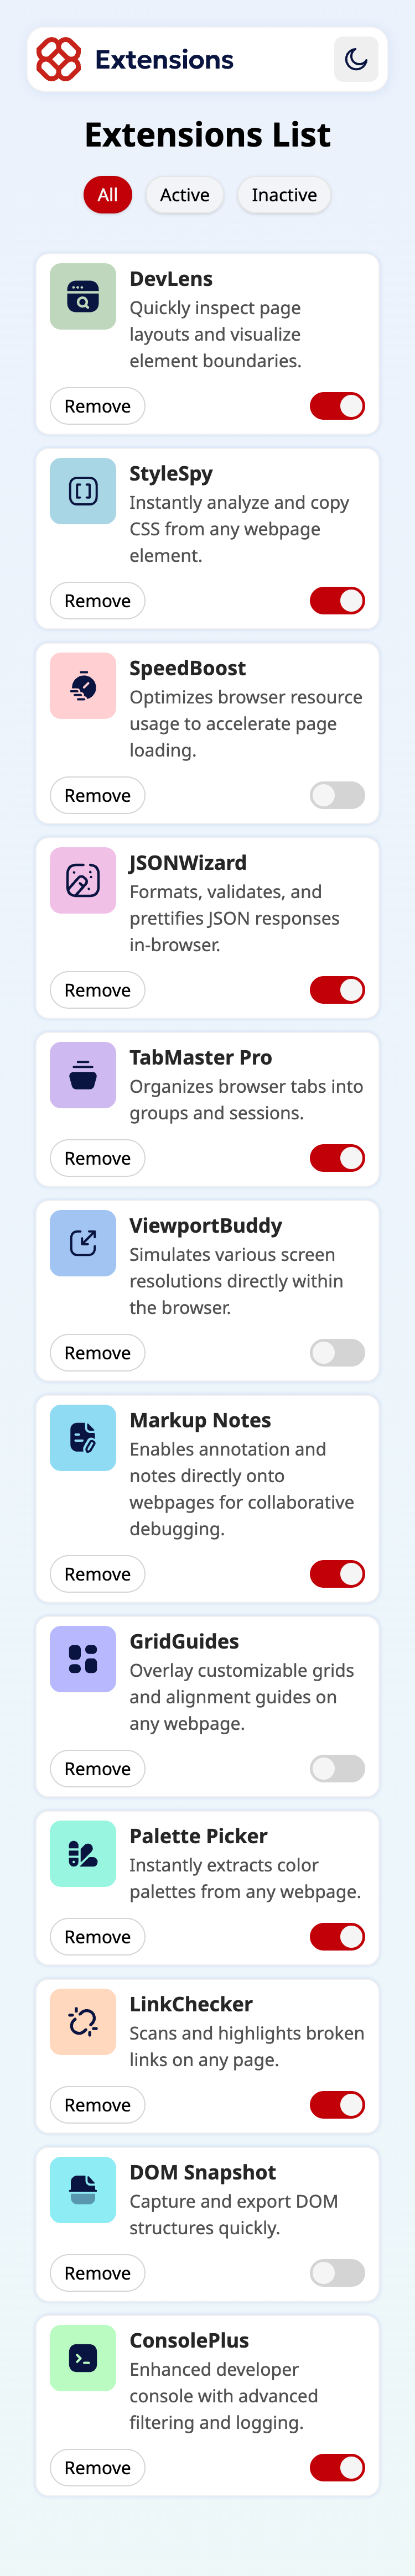 Extensions
Extensions List
All
Active
Inactive
DevLens
Quickly inspect page
layouts and visualize
element boundaries.
Remove
StyleSpy
Instantly analyze and copy
CSS from any webpage
element.
Remove
SpeedBoost
Optimizes browser resource
usage to accelerate page
loading.
Remove
JSONWizard
Formats, validates, and
prettifies JSON responses
in-browser.
Remove
TabMaster Pro
Organizes browser tabs into
groups and sessions.
Remove
ViewportBuddy
Simulates various screen
resolutions directly within
the browser.
Remove
Markup Notes
Enables annotation and
notes directly onto
webpages for collaborative
debugging.
Remove
GridGuides
Overlay customizable grids
and alignment guides on
any webpage.
Remove
Palette Picker
Instantly extracts color
palettes from any webpage.
Remove
LinkChecker
Scans and highlights broken
links on any page.
Remove
DOM Snapshot
Capture and export DOM
structures quickly.
Remove
ConsolePlus
Enhanced developer
console with advanced
filtering and logging.
Remove